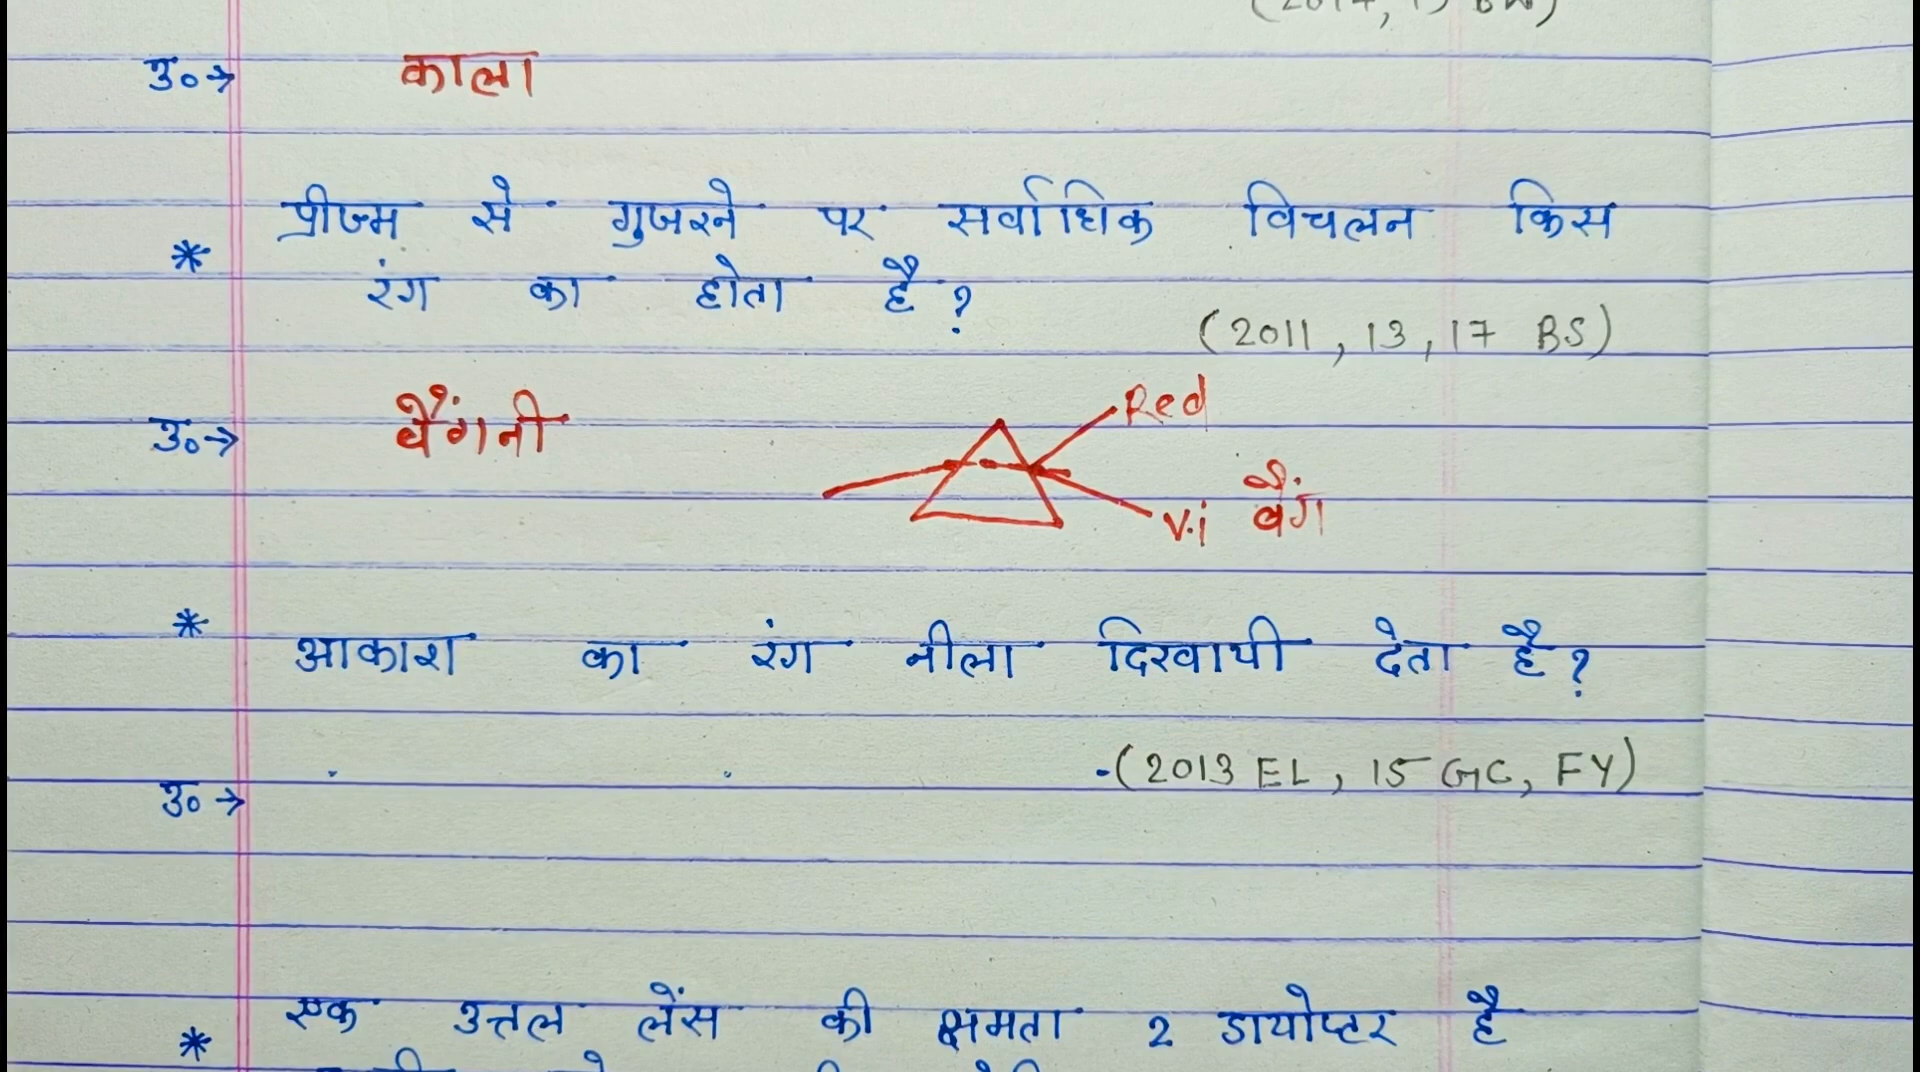 उ०→ काला
प्रीज्म से गुजरने पर सर्वाधिक विचलन किस
* रंग का होता है?
(2011, 13, 17 BS)
उ०→ बैंगनी
Red
V.i बैंग
* आकाश का रंग नीला दिखायी देता है?
(2013 EL, 15 GC, FY)
उ०→
* एक उत्तल लेंस की क्षमता 2 डायोप्टर है